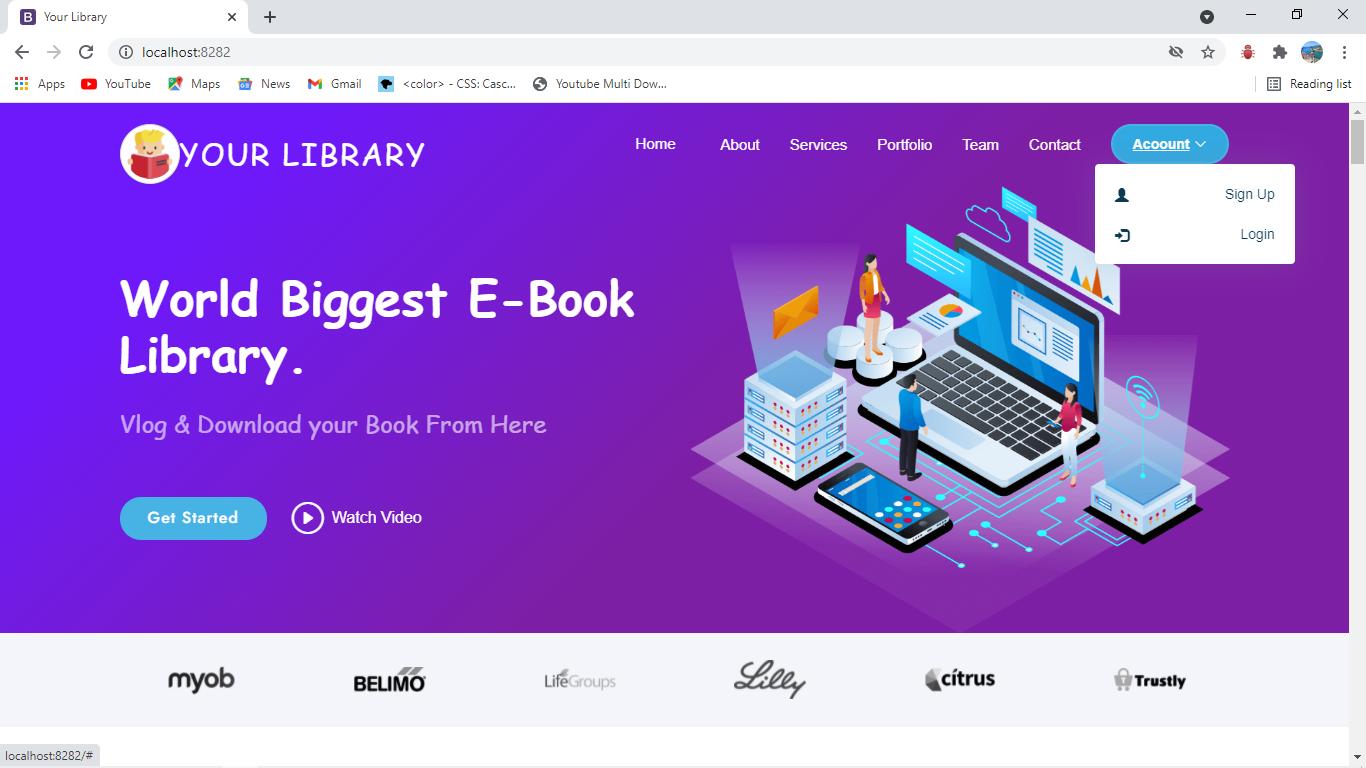 Your Library
localhost:8282
Apps
YouTube
Maps
News
Gmail
<color> - CSS: Casc...
Youtube Multi Dow...
Reading list
YOUR LIBRARY
Home
About
Services
Portfolio
Team
Contact
Acoount
Sign Up
Login
World Biggest E-Book
Library.
Vlog & Download your Book From Here
Get Started
Watch Video
myob
BELIMO
LifeGroups
Lilly
citrus
Trustly
localhost:8282/#